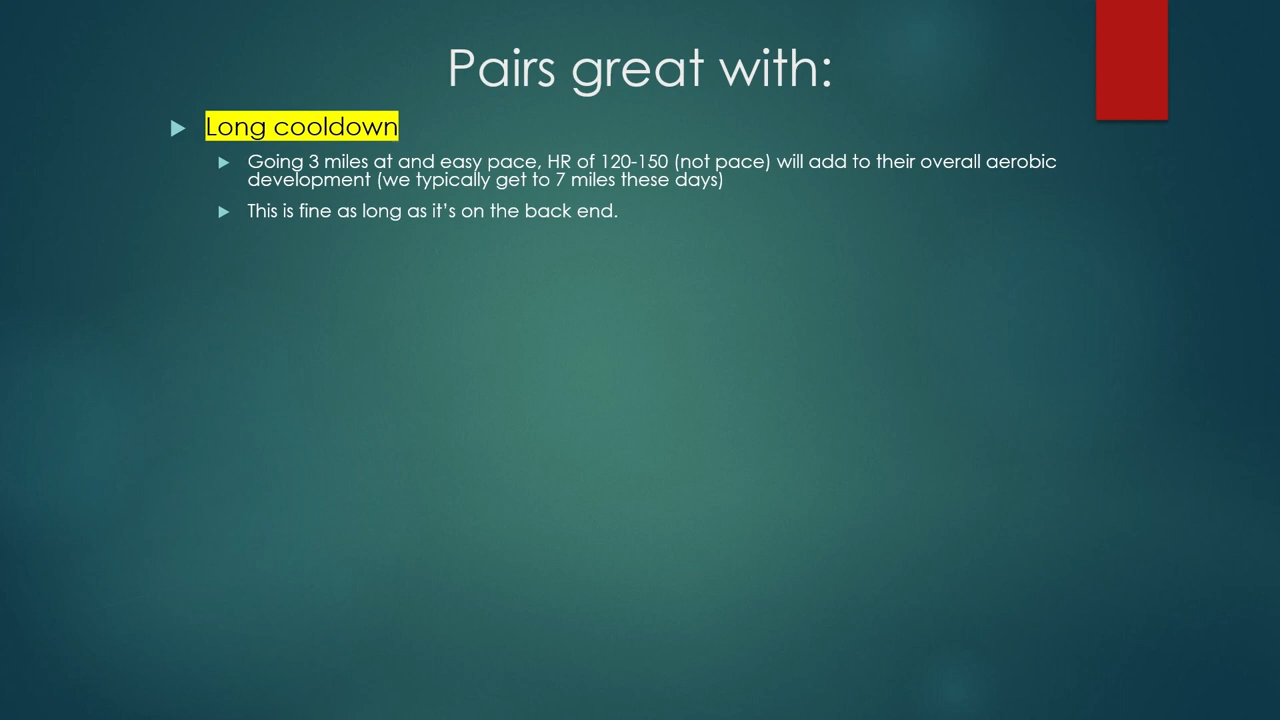 Pairs great with:
Long cooldown
Going 3 miles at and easy pace, HR of 120-150 (not pace) will add to their overall aerobic
development (we typically get to 7 miles these days)
This is fine as long as it's on the back end.